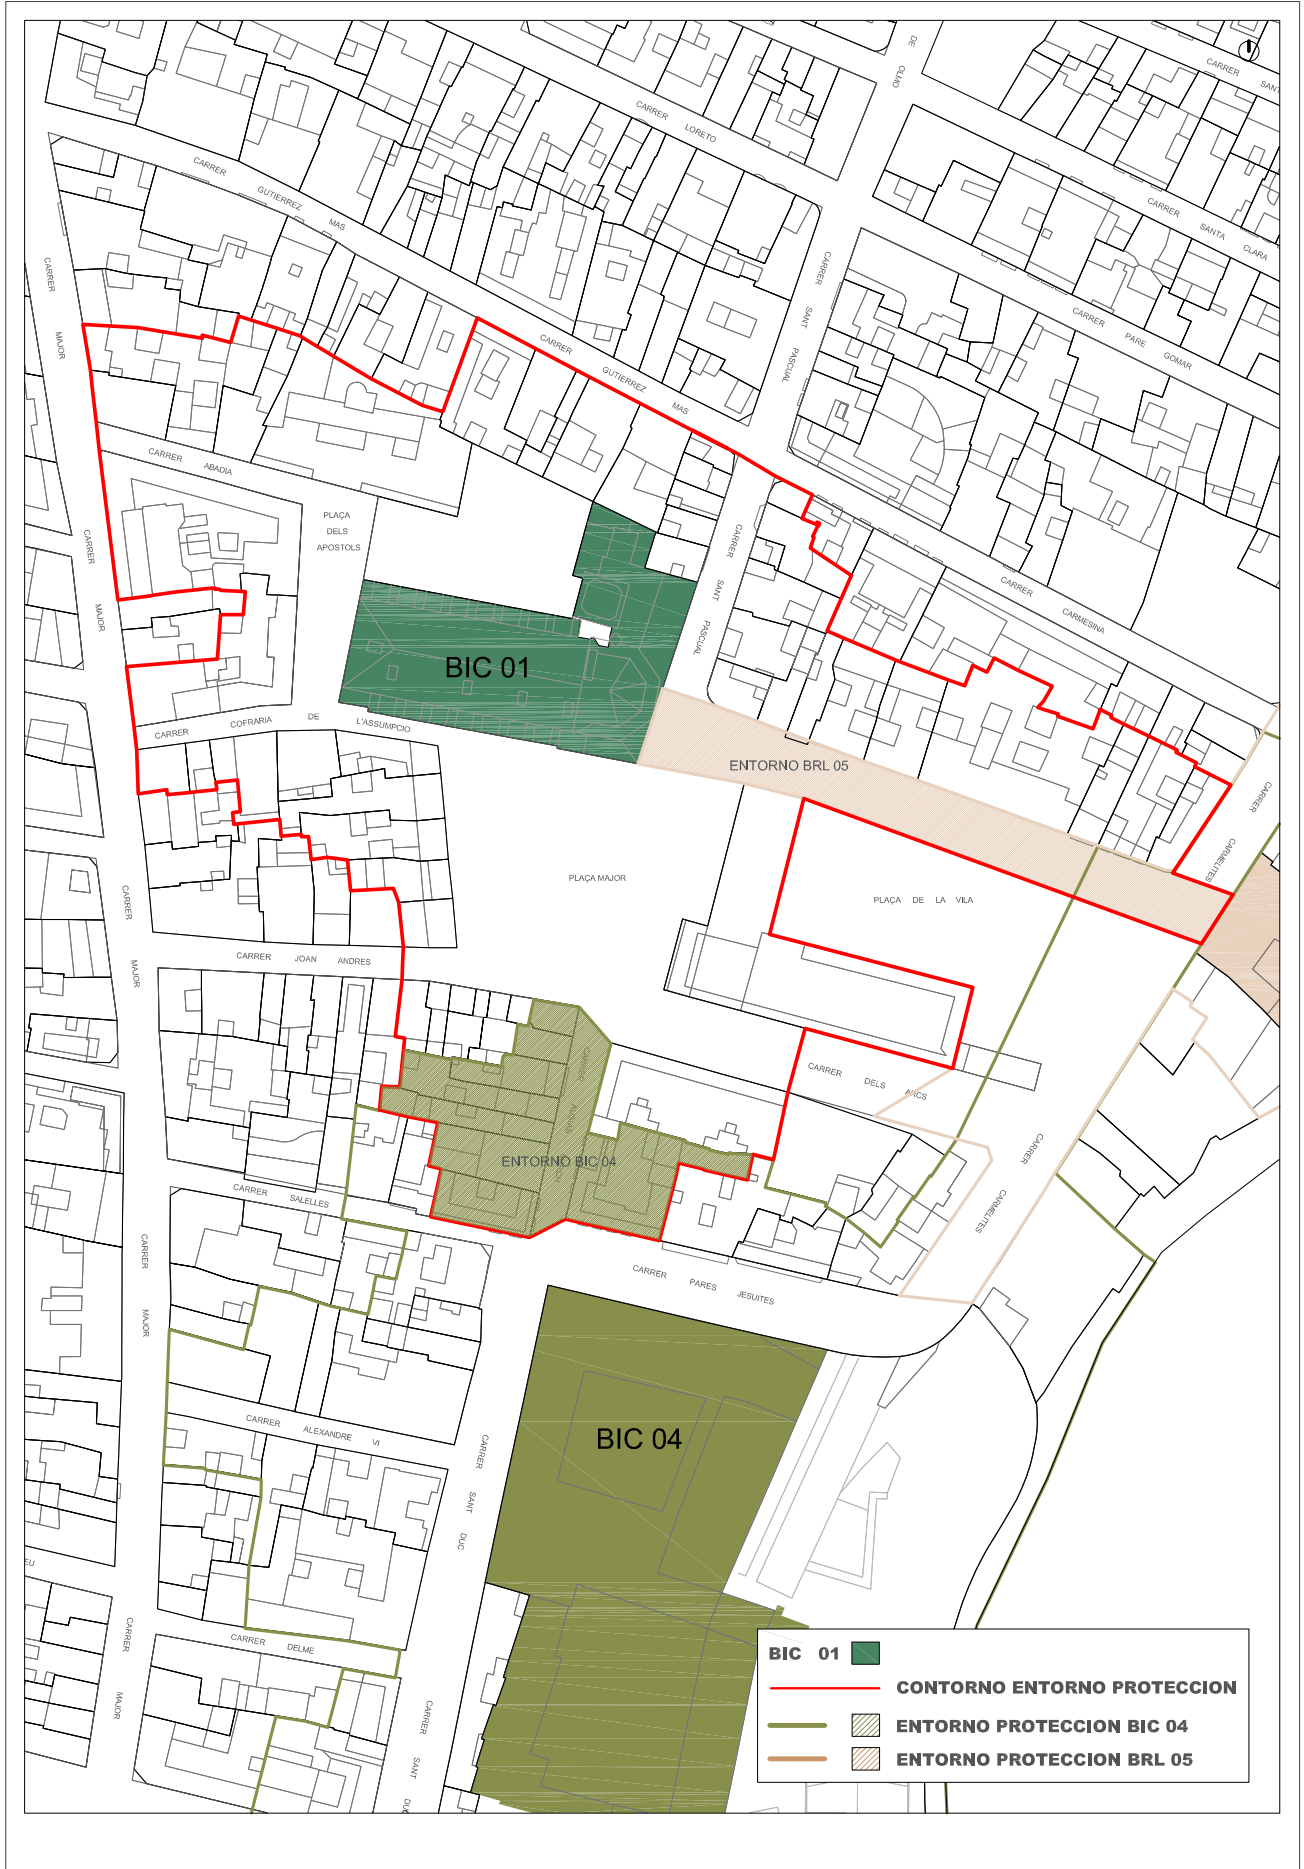 DE OLIVO
CARRER SANTA
CARRER LORETO
CARRER GUTIERREZ MAS
CARRER SANTA CLARA
CARRER MAJOR
CARRER SANT PASCUAL
CARRER PARE GOMAR
CARRER GUTIERREZ MAS
CARRER ABADIA
PLAÇA
DELS
APOSTOLS
CARRER MAJOR
CARRER SANT PASCUAL
CARRER CARMESINA
BIC 01
CARRER COFRARIA DE L'ASSUMPCIO
ENTORNO BRL 05
CARRER CARMELITES
PLAÇA MAJOR
PLAÇA DE LA VILA
CARRER MAJOR
CARRER JOAN ANDRES
CARRER DELS ARCS
CARRER
ENTORNO BIC 04
CARRER CARMELITES
CARRER SALELLES
CARRER MAJOR
CARRER PARES JESUITES
CARRER ALEXANDRE VI
BIC 04
CARRER SANT DUC
EU
CARRER DELME
CARRER MAJOR
CARRER SANT DUC
BIC 01
CONTORNO ENTORNO PROTECCION
ENTORNO PROTECCION BIC 04
ENTORNO PROTECCION BRL 05